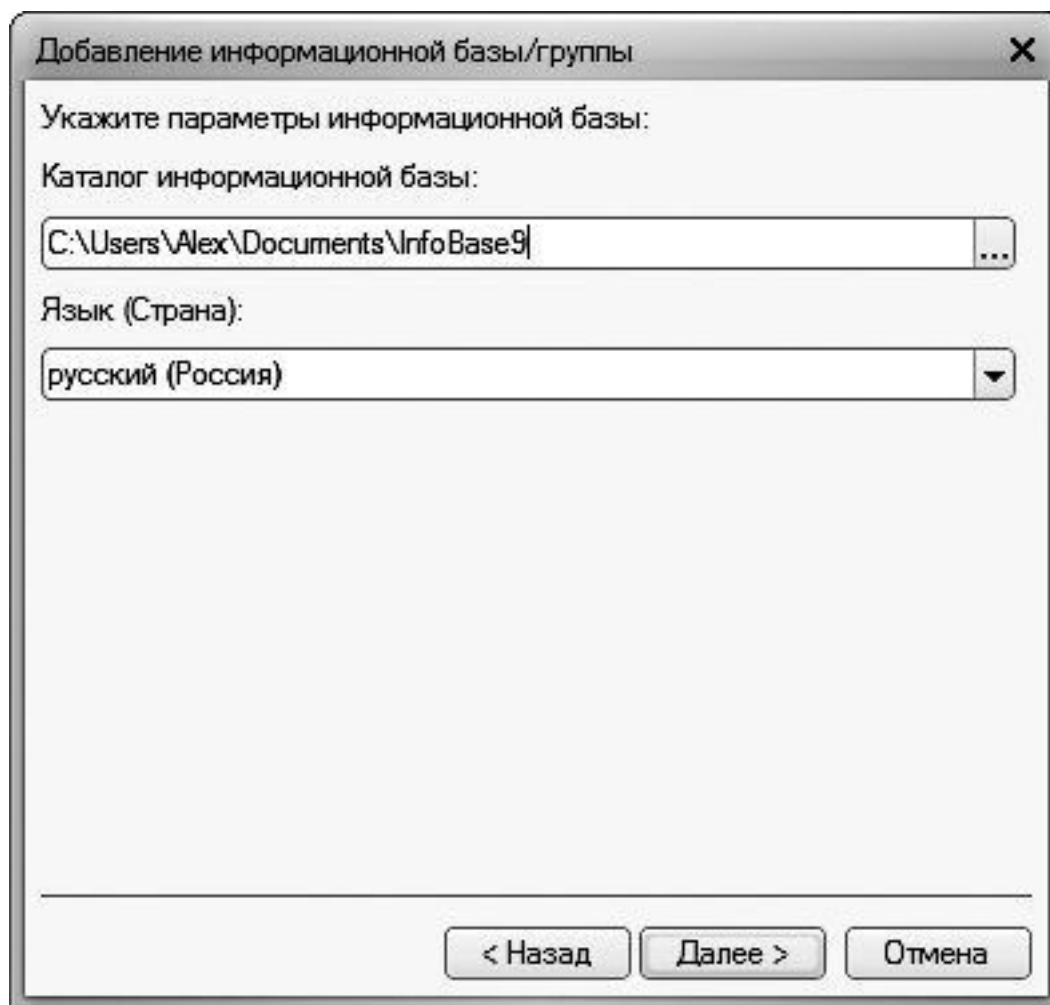 Добавление информационной базы/группы
Укажите параметры информационной базы:
Каталог информационной базы:
C:\Users\Alex\Documents\InfoBase9
...
Язык (Страна):
русский (Россия)
< Назад Далее > Отмена